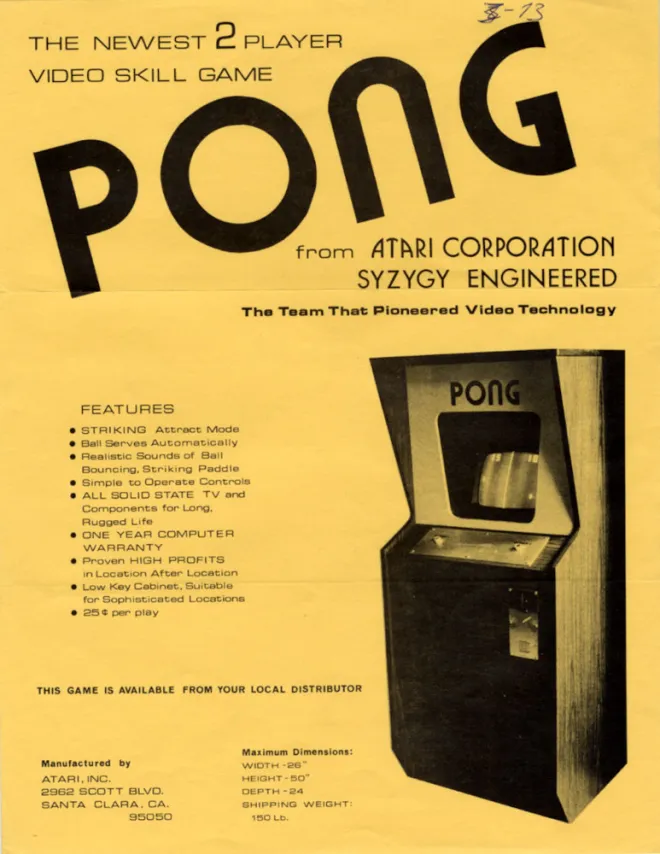 THE NEWEST 2 PLAYER
VIDEO SKILL GAME
PONG
from ATARI CORPORATION
SYZYGY ENGINEERED
The Team That Pioneered Video Technology
PONG
FEATURES
• STRIKING Attract Mode
• Ball Serves Automatically
• Realistic Sounds of Ball
Bouncing, Striking Paddle
• Simple to Operate Controls
• ALL SOLID STATE TV and
Components for Long,
Rugged Life
• ONE YEAR COMPUTER
WARRANTY
• Proven HIGH PROFITS
in Location After Location
• Low Key Cabinet, Suitable
for Sophisticated Locations
• 25¢ per play
THIS GAME IS AVAILABLE FROM YOUR LOCAL DISTRIBUTOR
Manufactured by
ATARI, INC.
2962 SCOTT BLVD.
SANTA CLARA, CA.
95050
Maximum Dimensions:
WIDTH -26"
HEIGHT-50"
DEPTH -24
SHIPPING WEIGHT:
150 Lb.